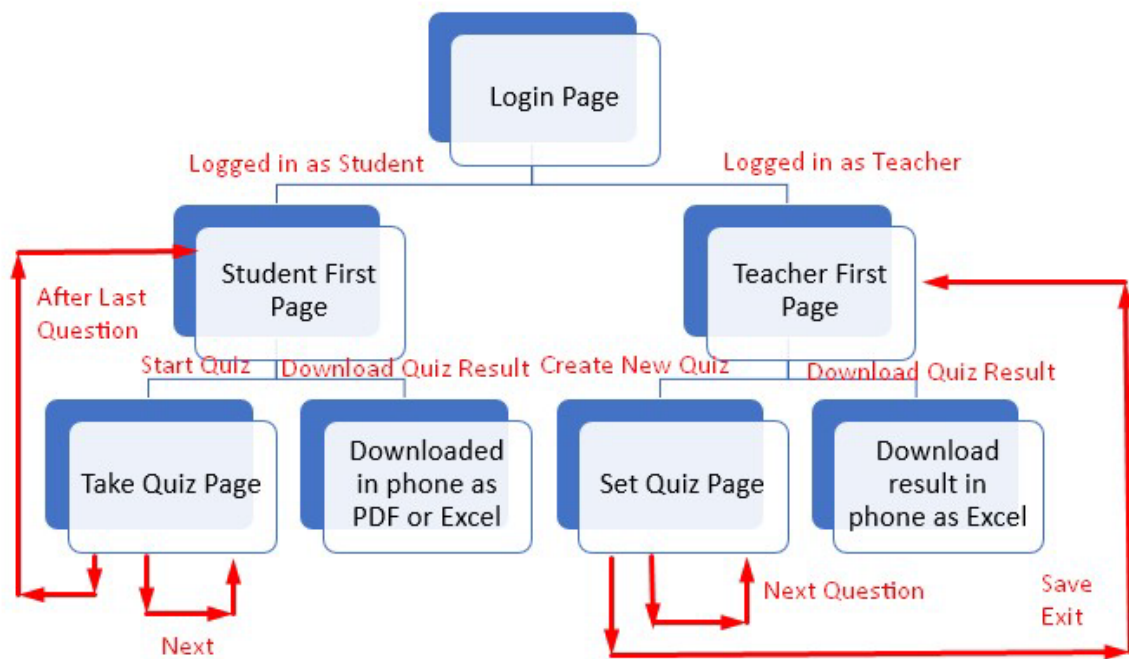 Login Page
Logged in as Student
Logged in as Teacher
Student First
Page
Teacher First
Page
After Last
Question
Start Quiz
Download Quiz Result
Create New Quiz
Download Quiz Result
Take Quiz Page
Downloaded
in phone as
PDF or Excel
Set Quiz Page
Download
result in
phone as Excel
Next
Next Question
Save
Exit